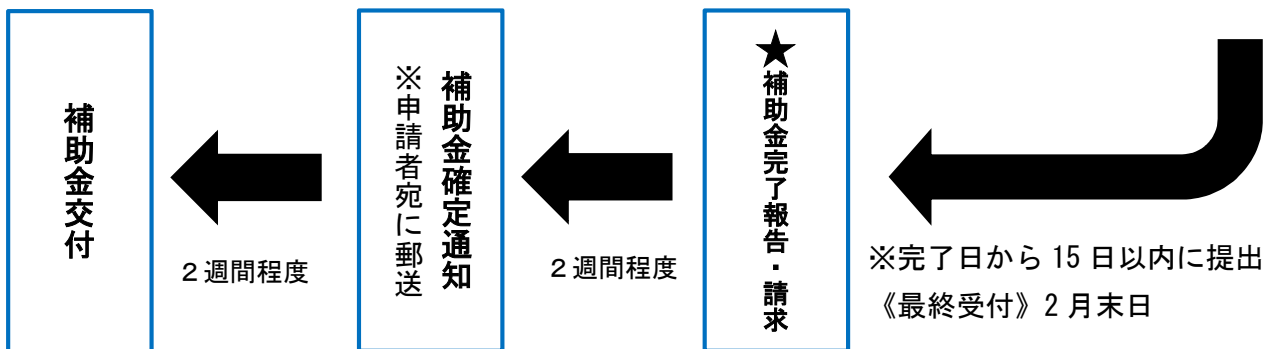 ※完了日から 15 日以内に提出
《最終受付》2 月末日
★補助金完了報告・請求
２週間程度
補助金確定通知
※申請者宛に郵送
２週間程度
補助金交付